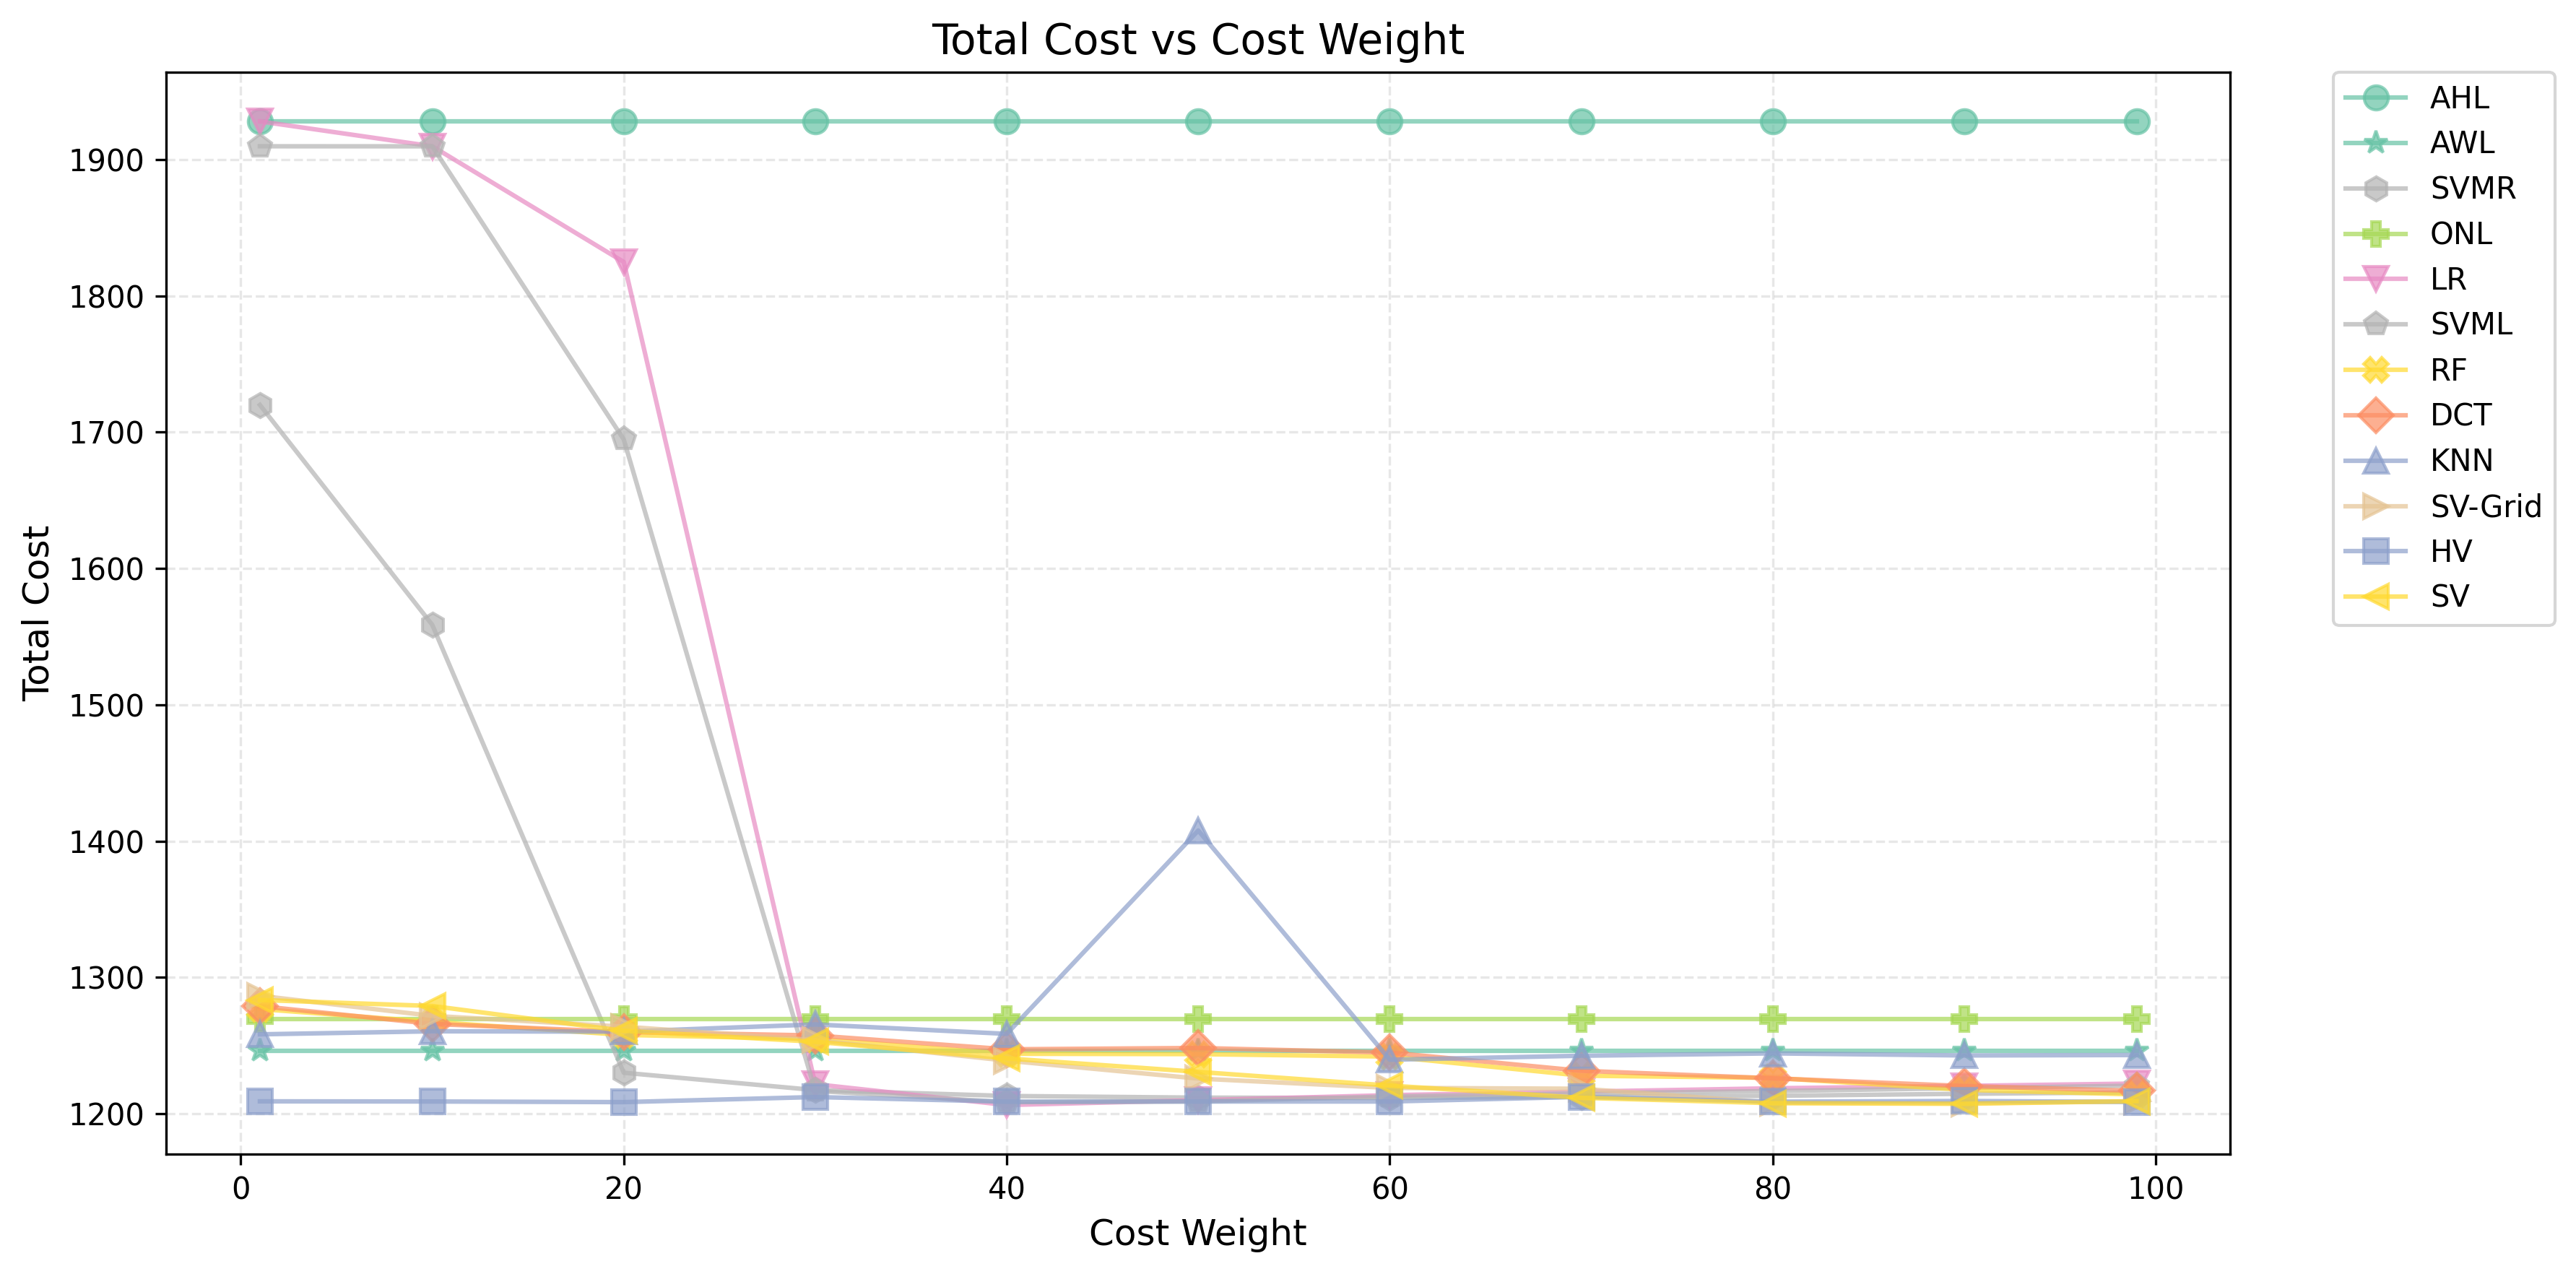 Total Cost vs Cost Weight
Total Cost
1900
1800
1700
1600
1500
1400
1300
1200
0
20
40
60
80
100
Cost Weight
AHL
AWL
SVMR
ONL
LR
SVML
RF
DCT
KNN
SV-Grid
HV
SV